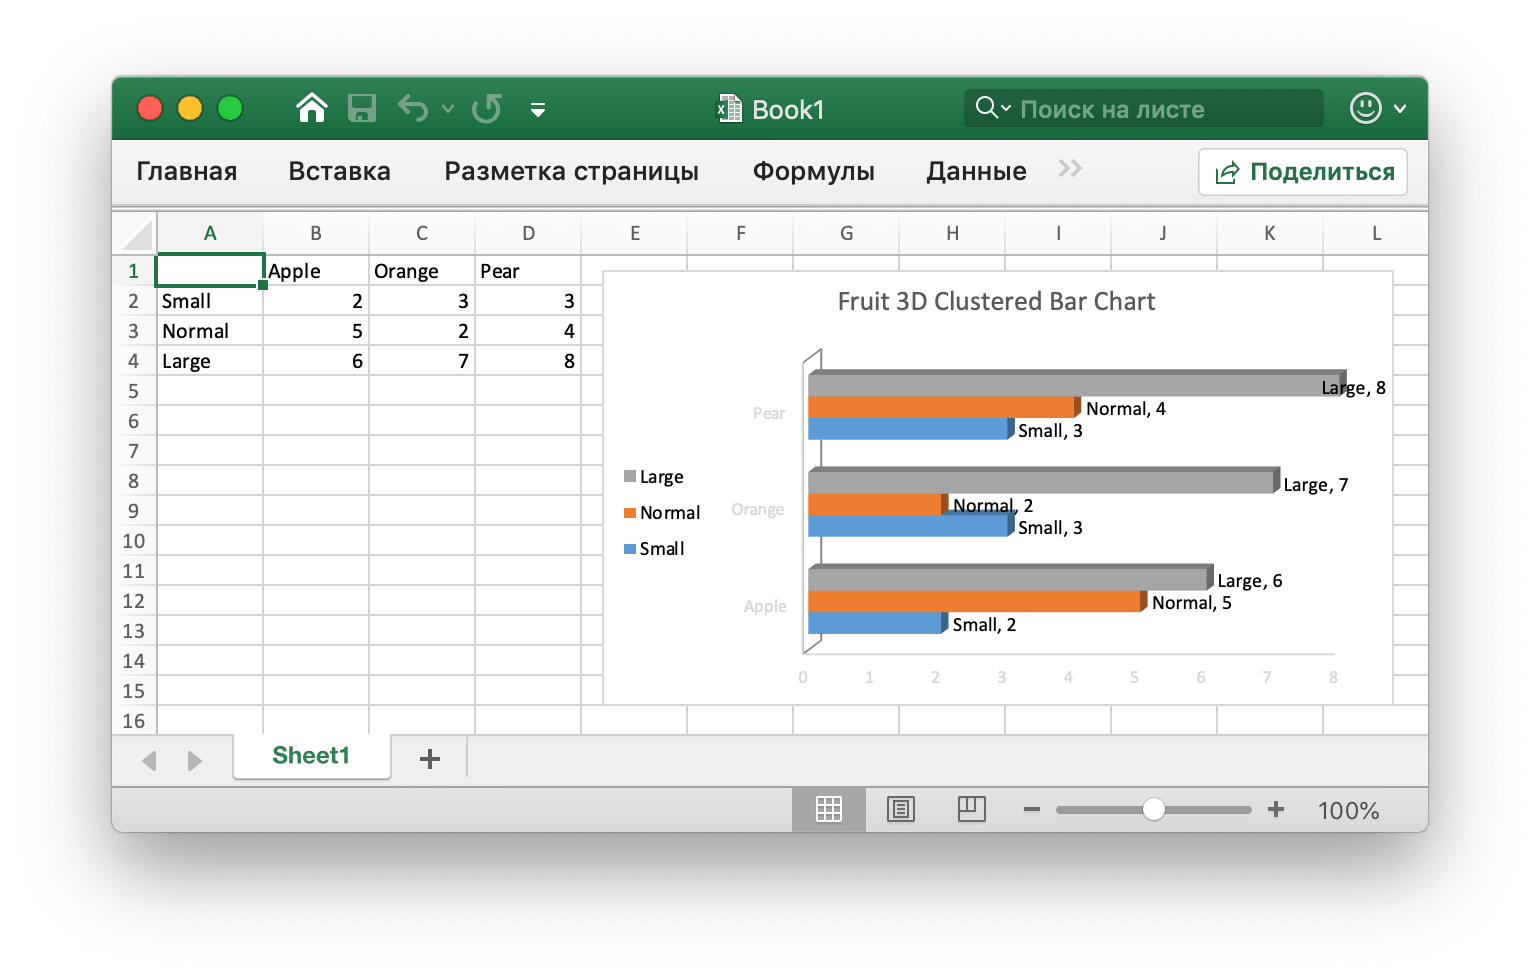 Book1
Поиск на листе
Главная Вставка Разметка страницы Формулы Данные Поделиться
A B C D E F G H I J K L
1 Apple Orange Pear
2 Small 2 3 3
3 Normal 5 2 4
4 Large 6 7 8
5
6
7
8
9
10
11
12
13
14
15
16
Fruit 3D Clustered Bar Chart
Large
Normal
Small
Pear
Large, 8
Normal, 4
Small, 3
Orange
Large, 7
Normal, 2
Small, 3
Apple
Large, 6
Normal, 5
Small, 2
0 1 2 3 4 5 6 7 8
Sheet1
100%